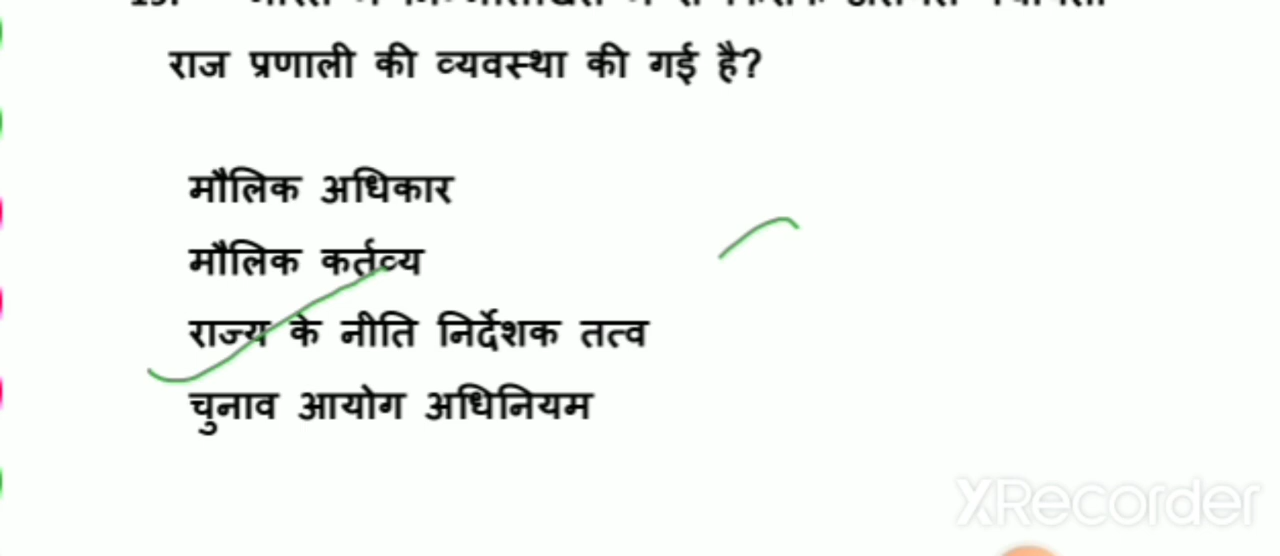 राज प्रणाली की व्यवस्था की गई है?
मौलिक अधिकार
मौलिक कर्तव्य
राज्य के नीति निर्देशक तत्व
चुनाव आयोग अधिनियम
XRecorder